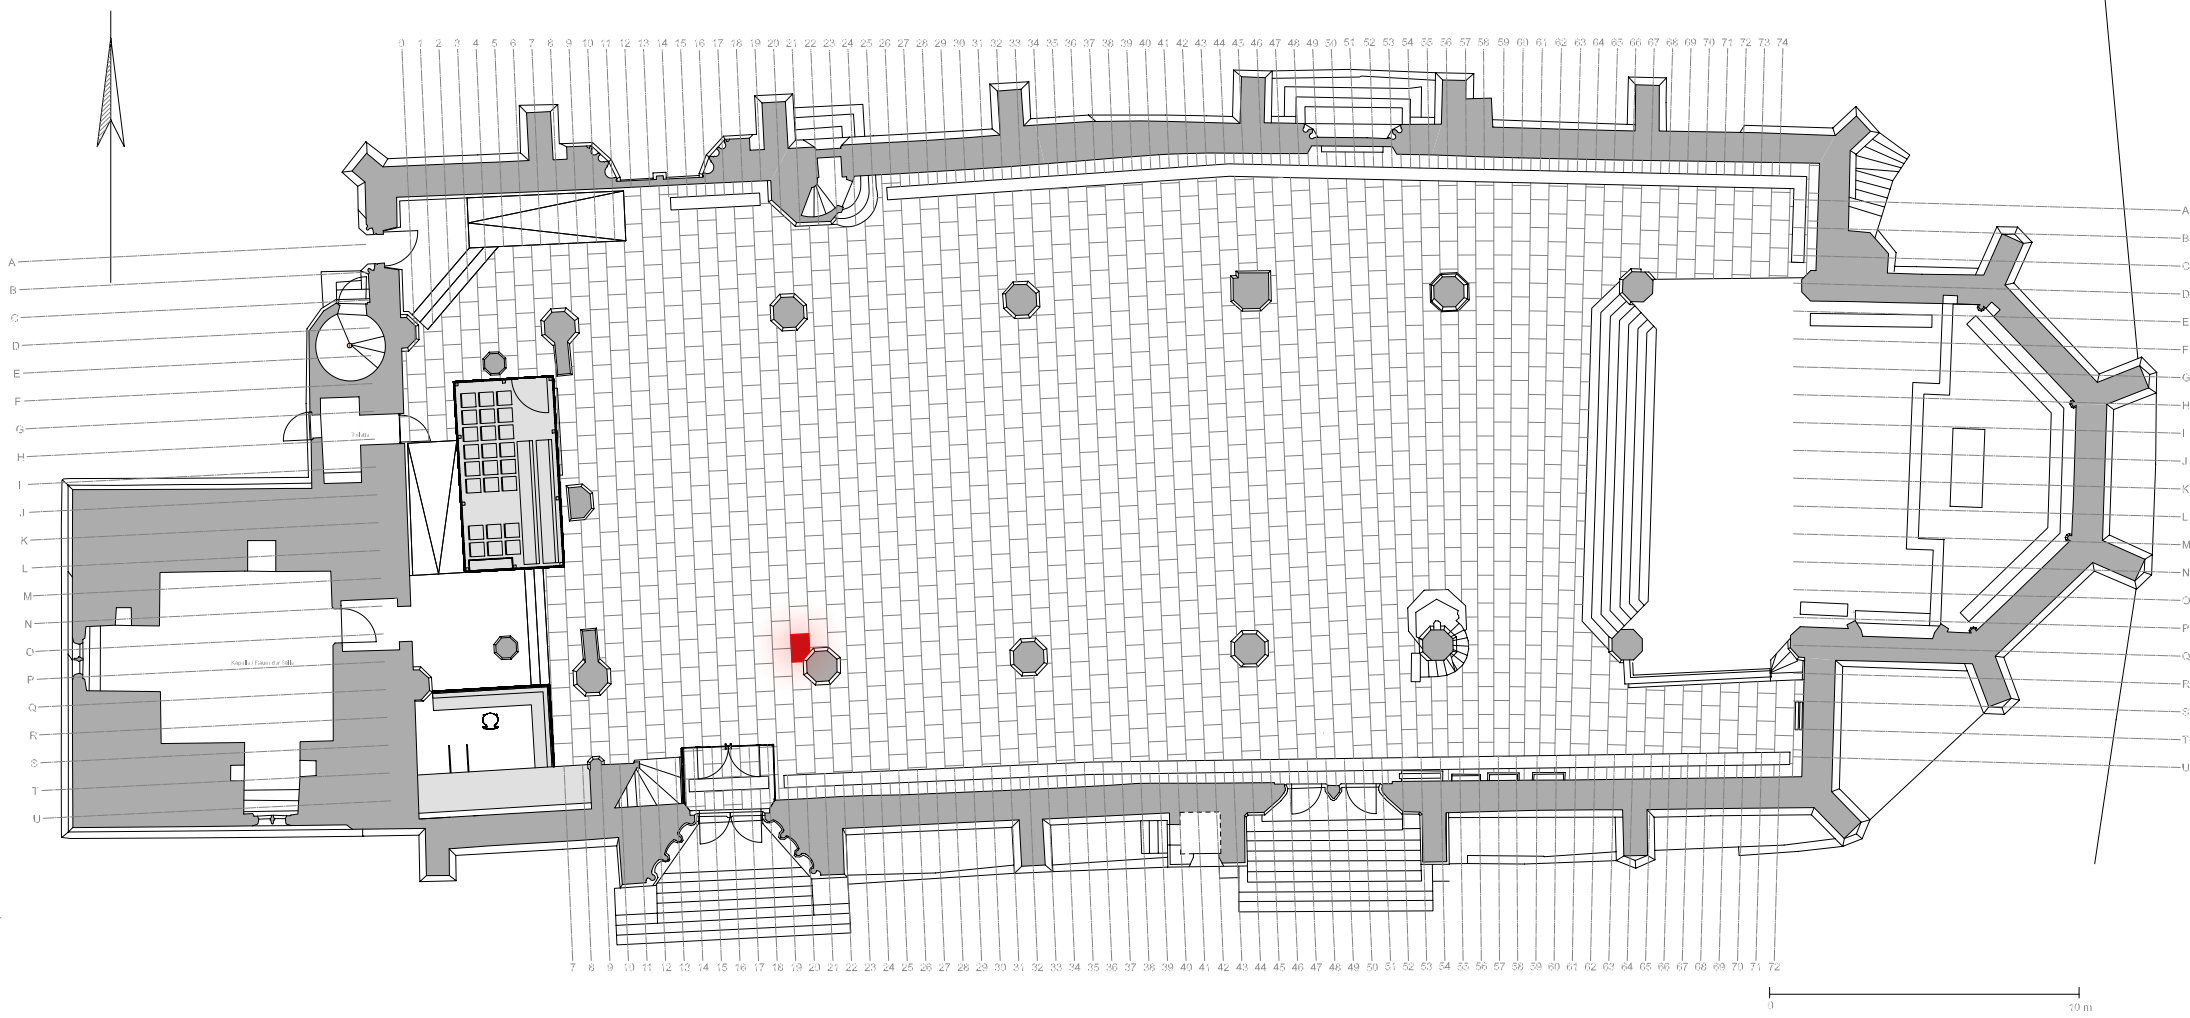 0 1 2 3 4 5 6 7 8 9 10 11 12 13 14 15 16 17 18 19 20 21 22 23 24 25 26 27 28 29 30 31 32 33 34 35 36 37 38 39 40 41 42 43 44 45 46 47 48 49 50 51 52 53 54 55 56 57 58 59 60 61 62 63 64 65 66 67 68 69 70 71 72 73 74
A
B
C
D
E
F
G
H
I
J
K
L
M
N
O
P
Q
R
S
T
U
A
B
C
D
E
F
G
H
I
J
K
L
M
N
O
P
Q
R
S
T
U
7 8 9 10 11 12 13 14 15 16 17 18 19 20 21 22 23 24 25 26 27 28 29 30 31 32 33 34 35 36 37 38 39 40 41 42 43 44 45 46 47 48 49 50 51 52 53 54 55 56 57 58 59 60 61 62 63 64 65 66 67 68 69 70 71 72
0 10 m